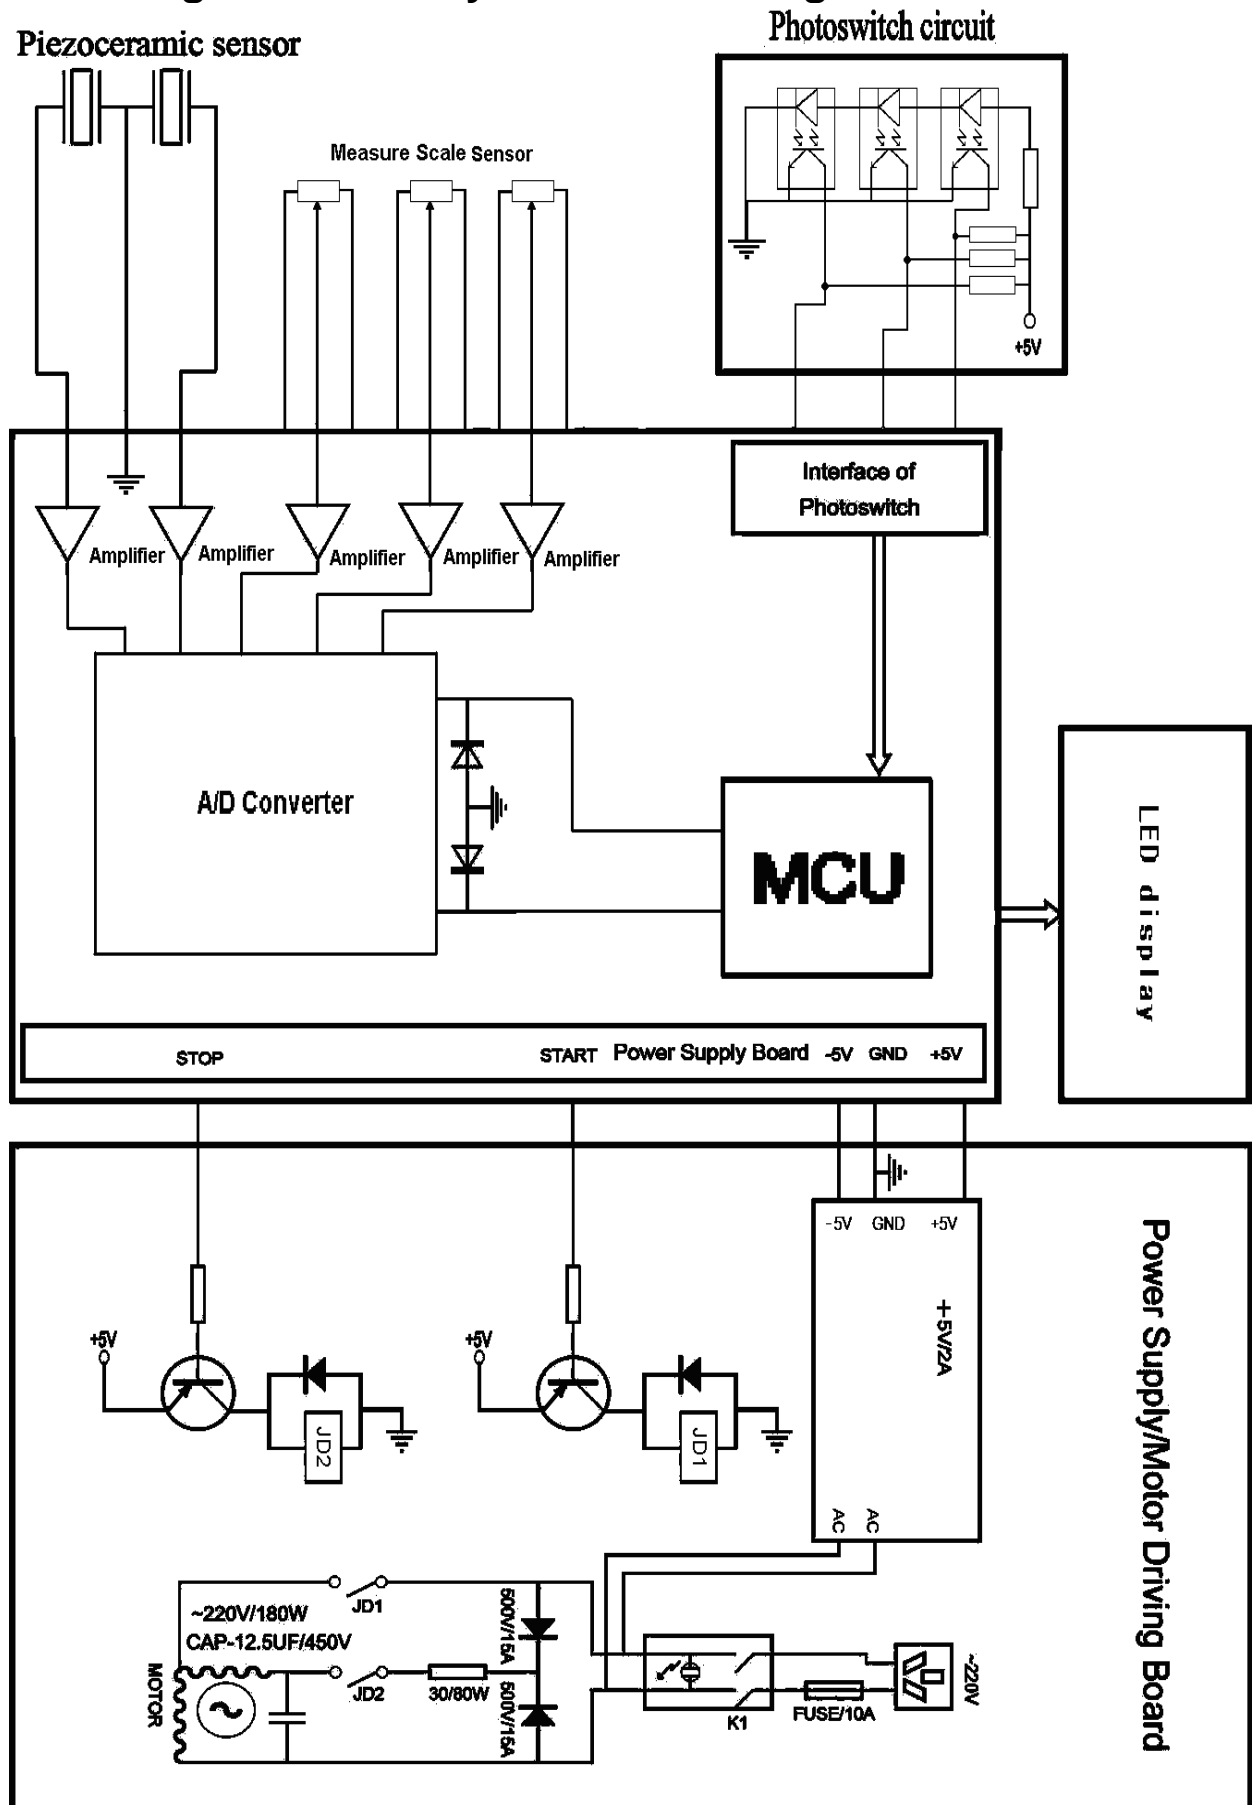 Piezoceramic sensor
Photoswitch circuit
Measure Scale Sensor
+5V
Interface of
Photoswitch
Amplifier
Amplifier
Amplifier
Amplifier
Amplifier
A/D Converter
MCU
LED display
STOP
START
Power Supply Board
-5V
GND
+5V
-5V
GND
+5V
+5V/2A
AC
AC
Power Supply/Motor Driving Board
+5V
JD2
+5V
JD1
~220V/180W
CAP-12.5UF/450V
MOTOR
JD1
JD2
30/80W
500V/15A
500V/15A
K1
FUSE/10A
~220V